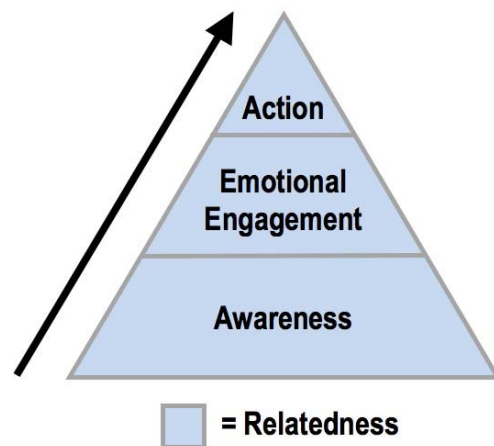 Action
Emotional
Engagement
Awareness
= Relatedness